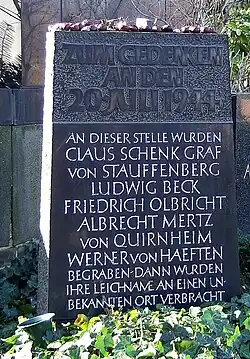 ZUM GEDENKEN
AN DEN
20·JULI 1944
AN DIESER STELLE WURDEN
CLAUS SCHENK GRAF
VON STAUFFENBERG
LUDWIG BECK
FRIEDRICH OLBRICHT
ALBRECHT MERTZ
VON QUIRNHEIM
WERNER VON HAEFTEN
BEGRABEN·DANN WURDEN
IHRE LEICHNAME AN EINEN UN-
BEKANNTEN ORT VERBRACHT